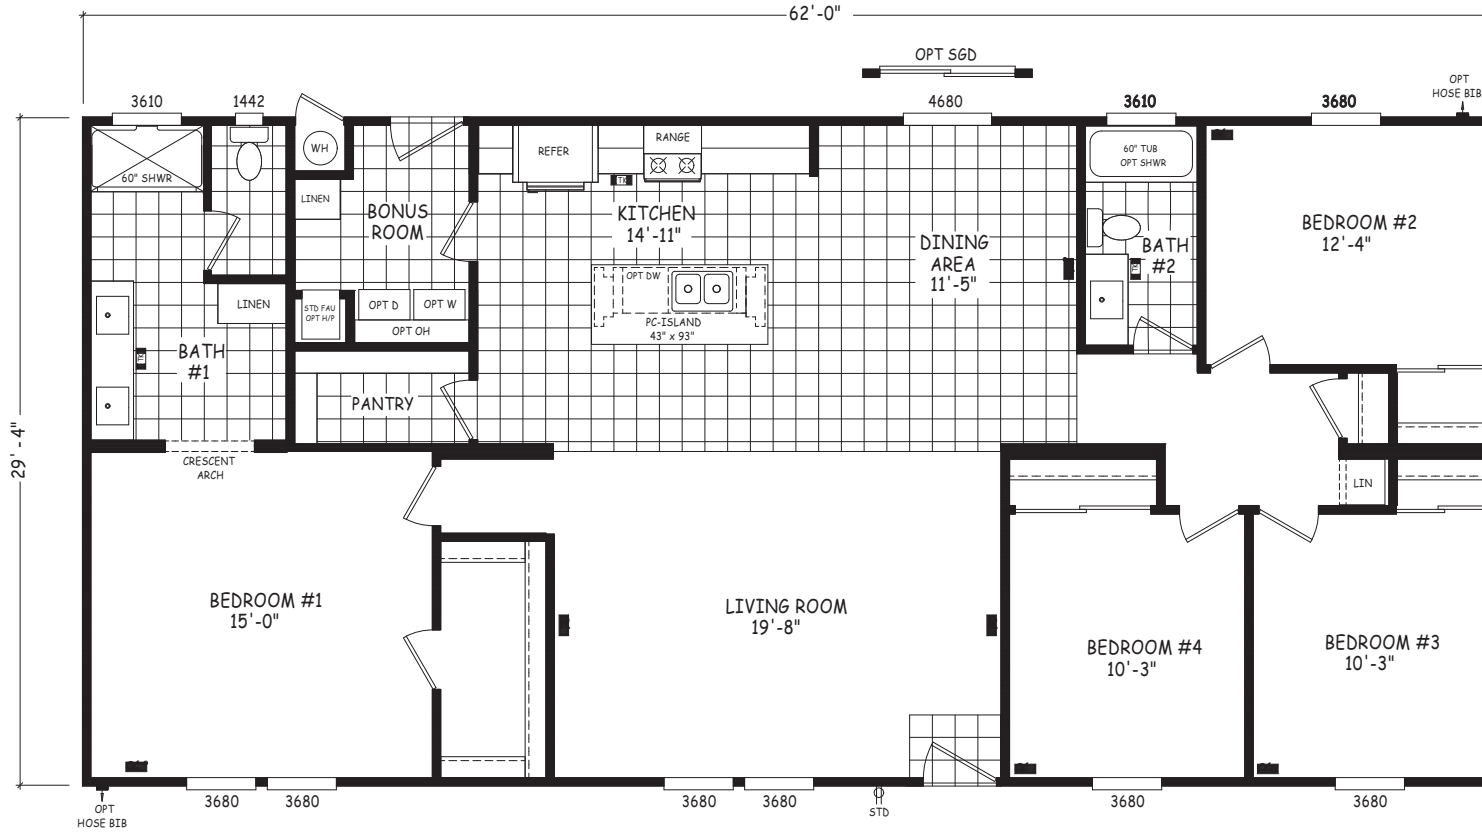 62'-0"
OPT SGD
OPT
HOSE BIB
3610
1442
4680
3610
3680
WH
REFER
RANGE
60" TUB
OPT SHWR
60" SHWR
LINEN
BONUS
ROOM
KITCHEN
14'-11"
DINING
AREA
11'-5"
BATH
#2
BEDROOM #2
12'-4"
OPT DW
LINEN
STD FAU
OPT H/P
OPT D
OPT W
OPT OH
PC-ISLAND
43" x 93"
BATH
#1
PANTRY
29'-4"
CRESCENT
ARCH
LIN
BEDROOM #1
15'-0"
LIVING ROOM
19'-8"
BEDROOM #4
10'-3"
BEDROOM #3
10'-3"
3680
3680
3680
3680
3680
3680
OPT
HOSE BIB
STD